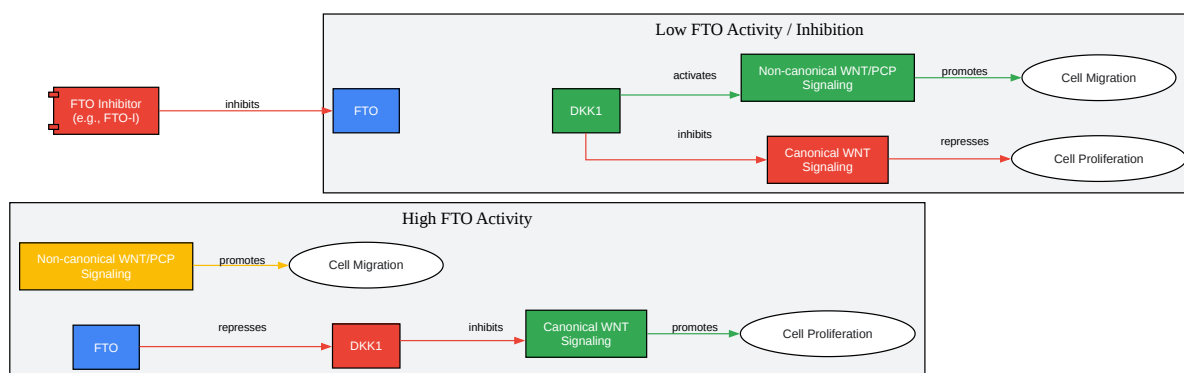 Low FTO Activity / Inhibition
FTO Inhibitor
(e.g., FTO-I)
inhibits
FTO
DKK1
activates
Non-canonical WNT/PCP
Signaling
promotes
Cell Migration
inhibits
Canonical WNT
Signaling
represses
Cell Proliferation
High FTO Activity
Non-canonical WNT/PCP
Signaling
promotes
Cell Migration
FTO
represses
DKK1
inhibits
Canonical WNT
Signaling
promotes
Cell Proliferation